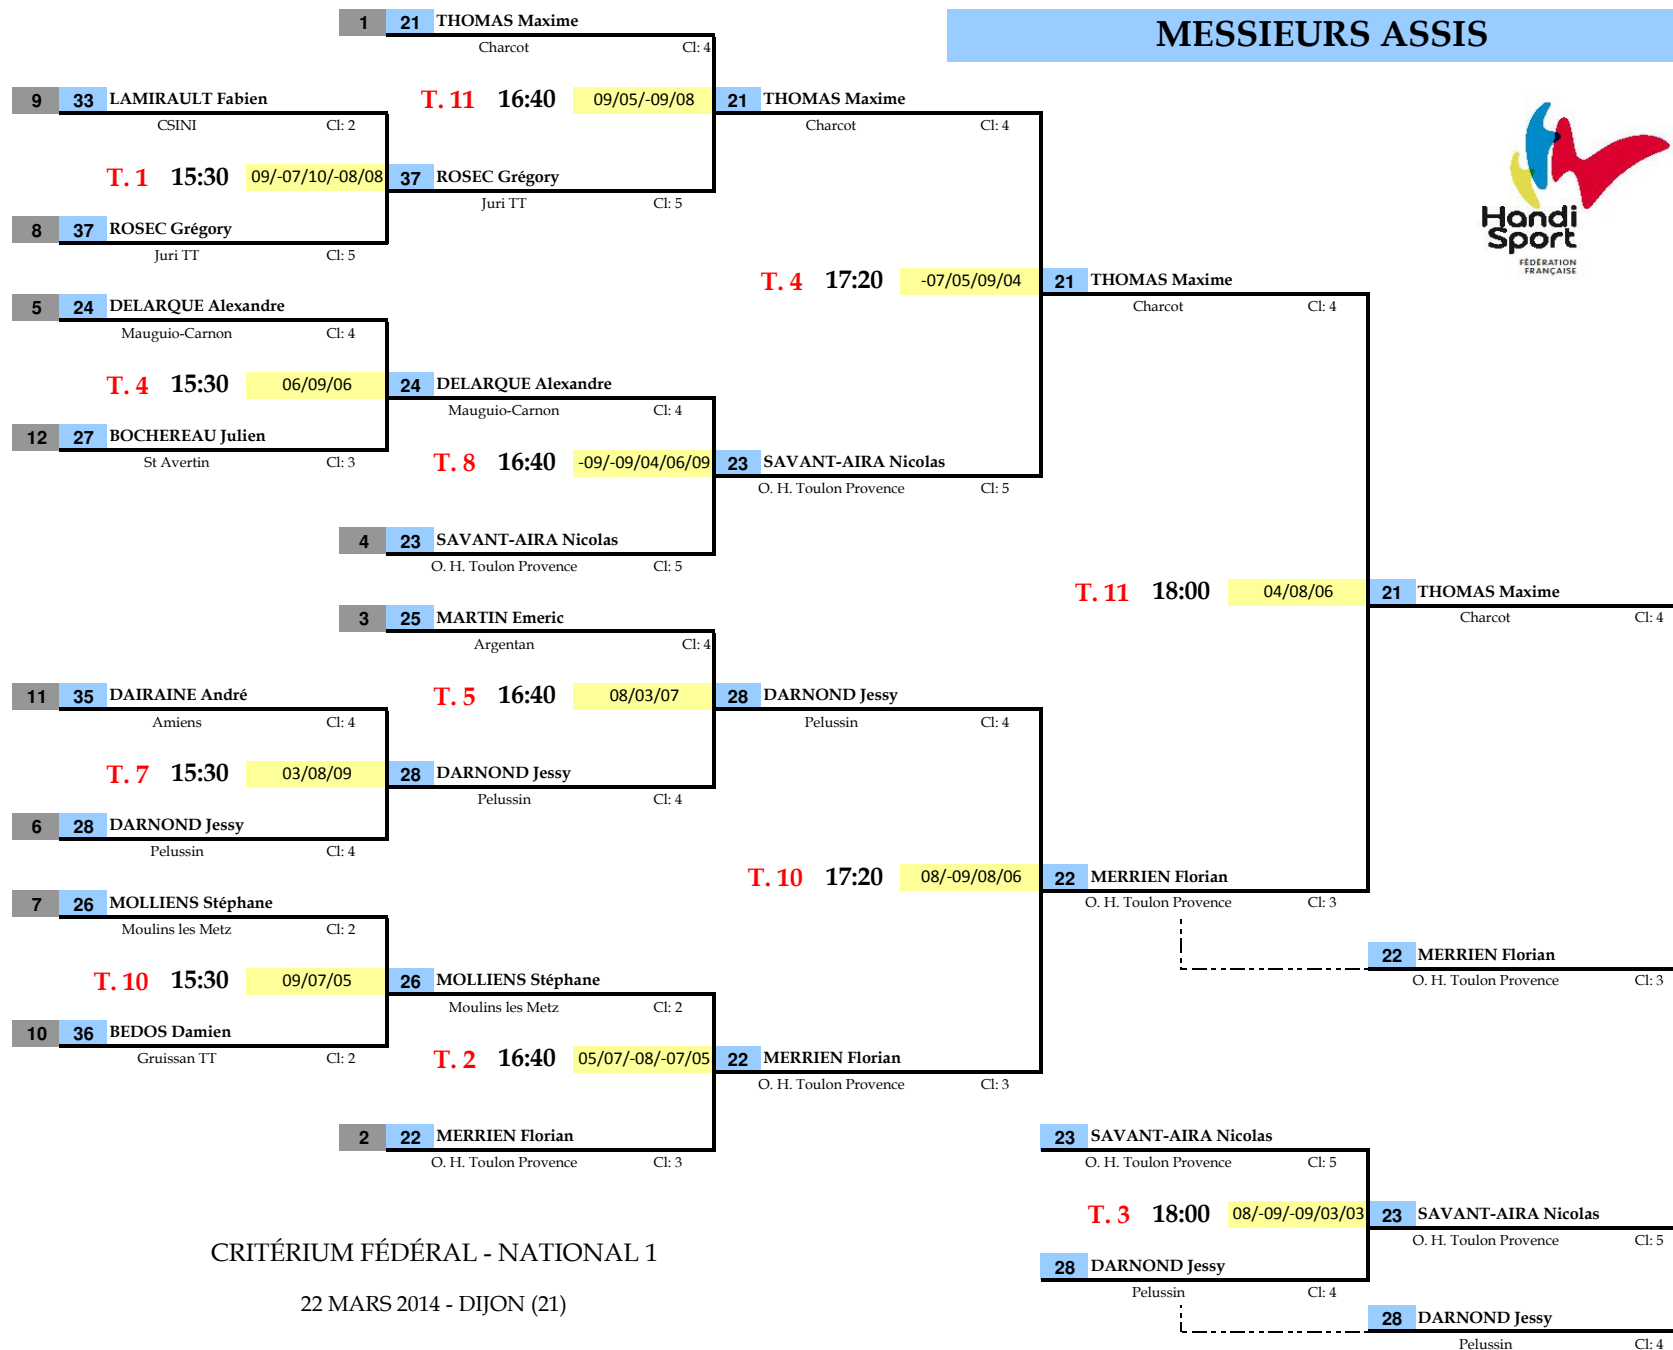 MESSIEURS ASSIS
1 21 THOMAS Maxime
Charcot Cl: 4
9 33 LAMIRAULT Fabien
CSINI Cl: 2
T. 11 16:40 09/05/-09/08
21 THOMAS Maxime
Charcot Cl: 4
T. 1 15:30 09/-07/10/-08/08
37 ROSEC Grégory
Juri TT Cl: 5
8 37 ROSEC Grégory
Juri TT Cl: 5
Handi
Sport
FÉDÉRATION
FRANÇAISE
T. 4 17:20 -07/05/09/04
21 THOMAS Maxime
Charcot Cl: 4
5 24 DELARQUE Alexandre
Mauguio-Carnon Cl: 4
T. 4 15:30 06/09/06
24 DELARQUE Alexandre
Mauguio-Carnon Cl: 4
12 27 BOCHEREAU Julien
St Avertin Cl: 3
T. 8 16:40 -09/-09/04/06/09
23 SAVANT-AIRA Nicolas
O. H. Toulon Provence Cl: 5
4 23 SAVANT-AIRA Nicolas
O. H. Toulon Provence Cl: 5
T. 11 18:00 04/08/06
21 THOMAS Maxime
Charcot Cl: 4
3 25 MARTIN Emeric
Argentan Cl: 4
11 35 DAIRAINE André
Amiens Cl: 4
T. 5 16:40 08/03/07
28 DARNOND Jessy
Pelussin Cl: 4
T. 7 15:30 03/08/09
28 DARNOND Jessy
Pelussin Cl: 4
6 28 DARNOND Jessy
Pelussin Cl: 4
T. 10 17:20 08/-09/08/06
22 MERRIEN Florian
O. H. Toulon Provence Cl: 3
7 26 MOLLIENS Stéphane
Moulins les Metz Cl: 2
22 MERRIEN Florian
O. H. Toulon Provence Cl: 3
T. 10 15:30 09/07/05
26 MOLLIENS Stéphane
Moulins les Metz Cl: 2
10 36 BEDOS Damien
Gruissan TT Cl: 2
T. 2 16:40 05/07/-08/-07/05
22 MERRIEN Florian
O. H. Toulon Provence Cl: 3
2 22 MERRIEN Florian
O. H. Toulon Provence Cl: 3
23 SAVANT-AIRA Nicolas
O. H. Toulon Provence Cl: 5
T. 3 18:00 08/-09/-09/03/03
23 SAVANT-AIRA Nicolas
O. H. Toulon Provence Cl: 5
28 DARNOND Jessy
Pelussin Cl: 4
28 DARNOND Jessy
Pelussin Cl: 4
CRITÉRIUM FÉDÉRAL - NATIONAL 1
22 MARS 2014 - DIJON (21)